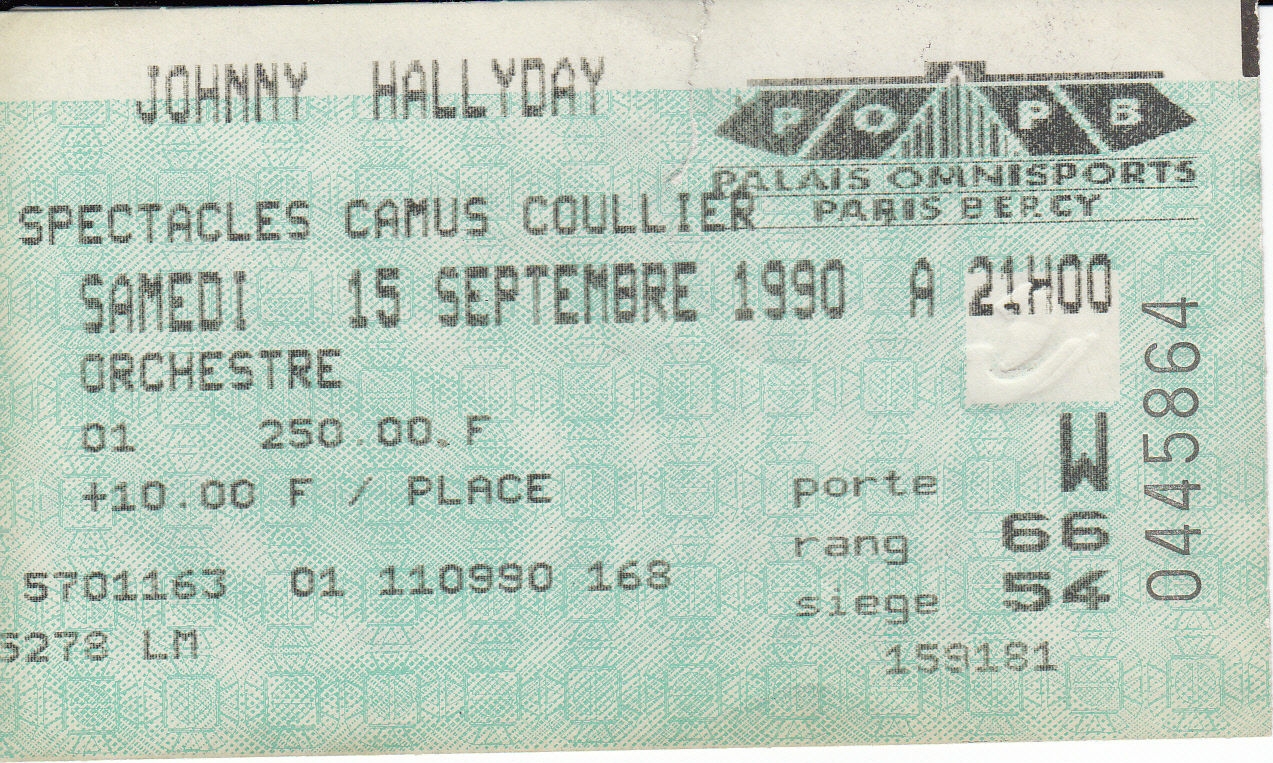 JOHNNY HALLYDAY
POPB
PALAIS OMNISPORTS
PARIS BERCY
SPECTACLES CAMUS COULLIER
SAMEDI 15 SEPTEMBRE 1990 A 21H00
ORCHESTRE
01 250.00. F
+10.00 F / PLACE
porte W
rang 66
siege 54
5701163 01 110990 168
5278 LM
159181
0445864